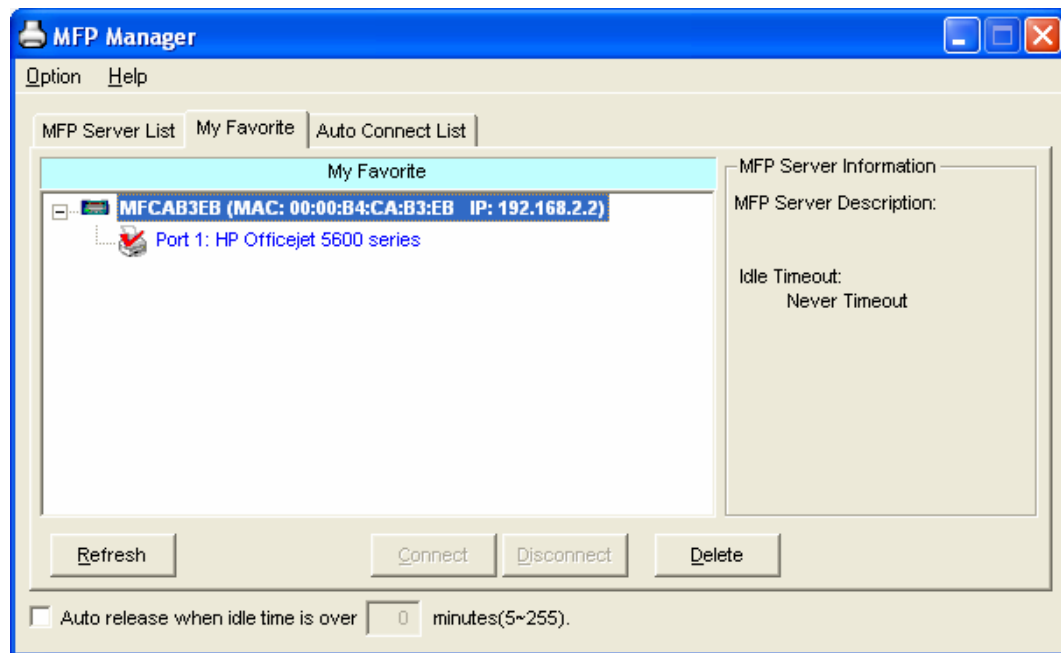 MFP Manager
Option Help
MFP Server List My Favorite Auto Connect List
My Favorite
MFCAB3EB (MAC: 00:00:B4:CA:B3:EB IP: 192.168.2.2)
Port 1: HP Officejet 5600 series
MFP Server Information
MFP Server Description:
Idle Timeout:
Never Timeout
Refresh Connect Disconnect Delete
Auto release when idle time is over 0 minutes(5~255).